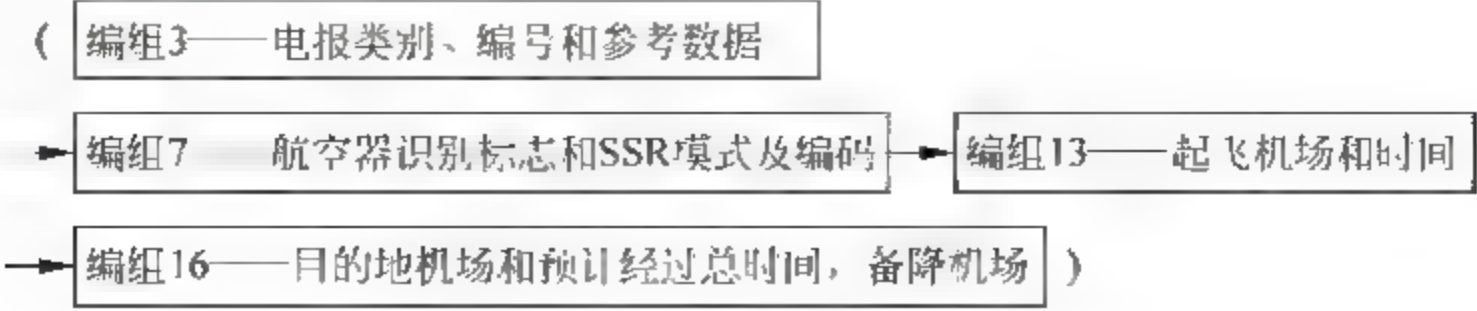 ( 编组3——电报类别、编号和参考数据
编组7——航空器识别标志和SSR模式及编码 编组13——起飞机场和时间
编组16——目的地机场和预计经过总时间，备降机场 )